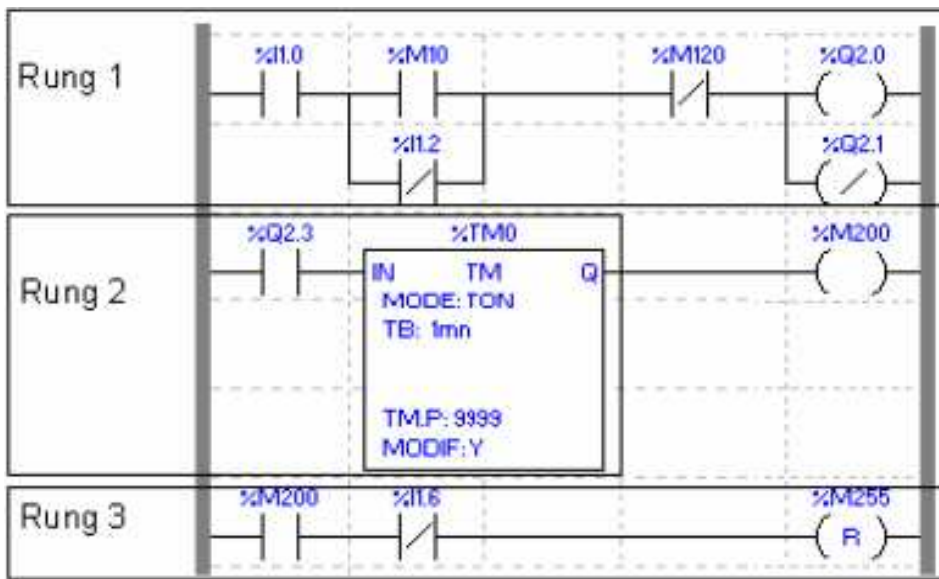 %I1.0 %M10 %M120 %Q2.0
Rung 1
%I1.2 %Q2.1
%Q2.3 %TM0 %M200
IN TM Q
Rung 2
MODE: TON
TB: 1mn
TM.P: 9999
MODIF: Y
%M200 %I1.6 %M255
Rung 3
R